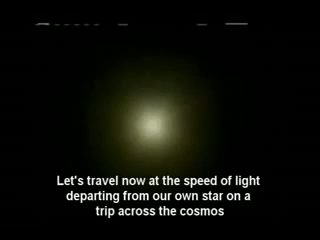 Let's travel now at the speed of light
departing from our own star on a
trip across the cosmos